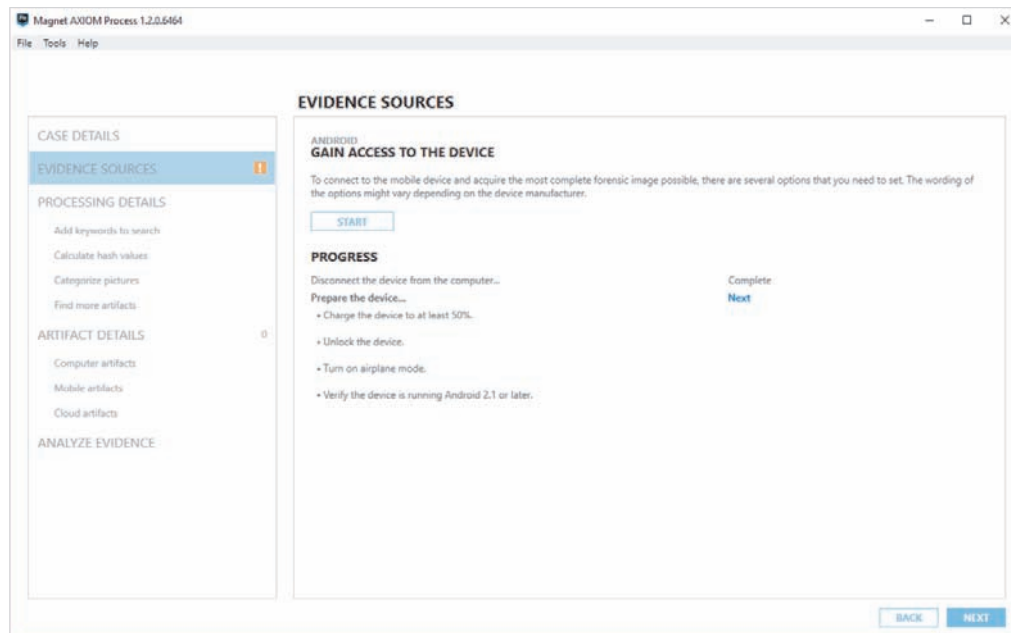 Magnet AXIOM Process 1.2.0.6464
File Tools Help
EVIDENCE SOURCES
CASE DETAILS
EVIDENCE SOURCES
PROCESSING DETAILS
Add keywords to search
Calculate hash values
Categorize pictures
Find more artifacts
ARTIFACT DETAILS 0
Computer artifacts
Mobile artifacts
Cloud artifacts
ANALYZE EVIDENCE
ANDROID
GAIN ACCESS TO THE DEVICE
To connect to the mobile device and acquire the most complete forensic image possible, there are several options that you need to set. The wording of
the options might vary depending on the device manufacturer.
START
PROGRESS
Disconnect the device from the computer... Complete
Prepare the device... Next
• Charge the device to at least 50%.
• Unlock the device.
• Turn on airplane mode.
• Verify the device is running Android 2.1 or later.
BACK NEXT